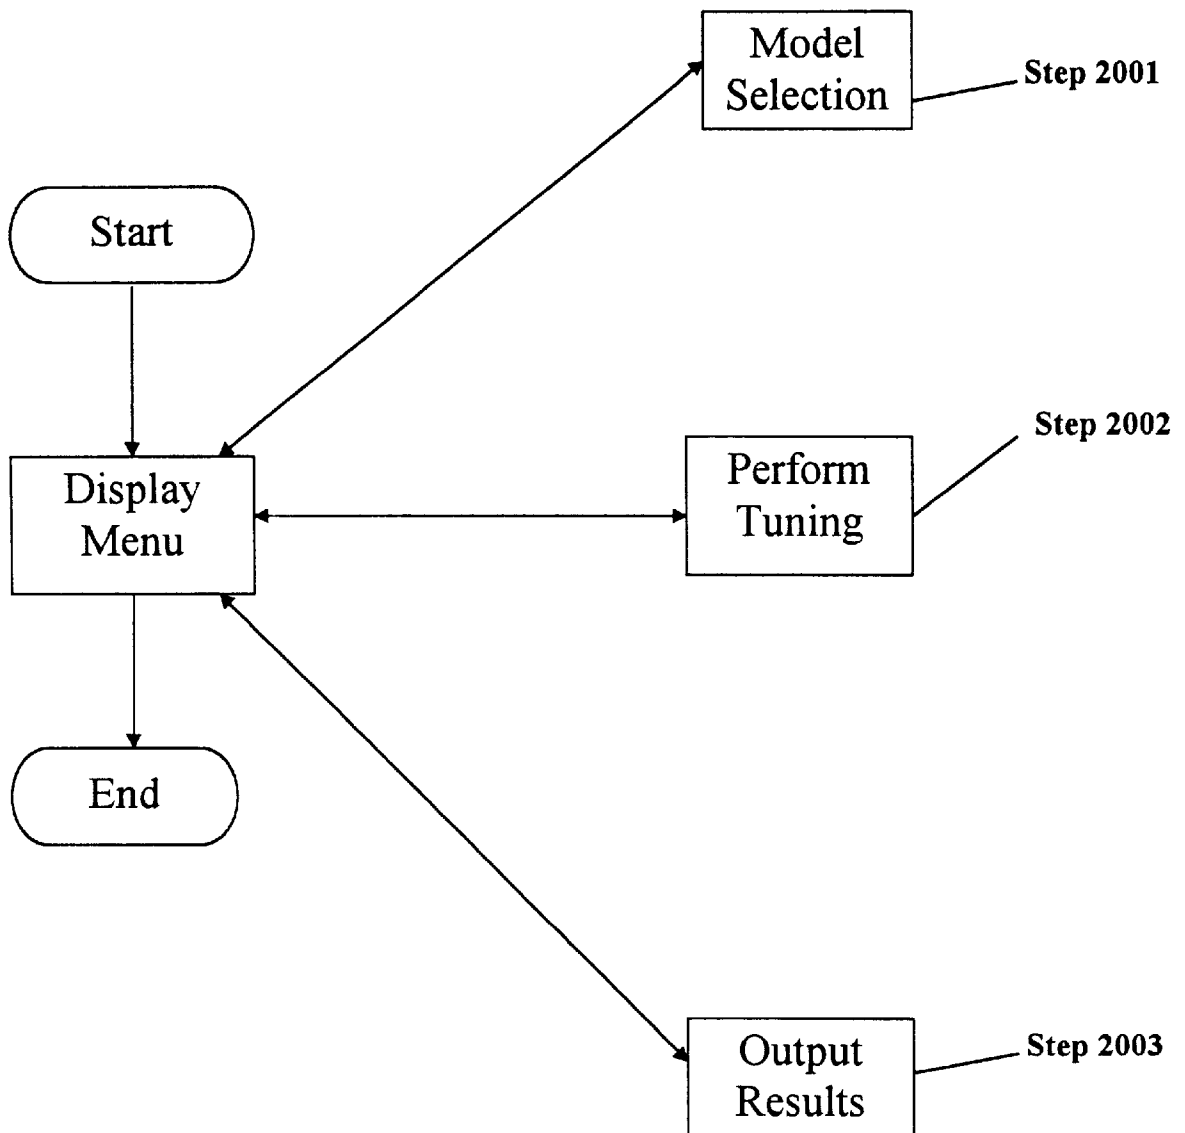 Model
Selection
Step 2001
Start
Step 2002
Perform
Tuning
Display
Menu
End
Output
Results
Step 2003